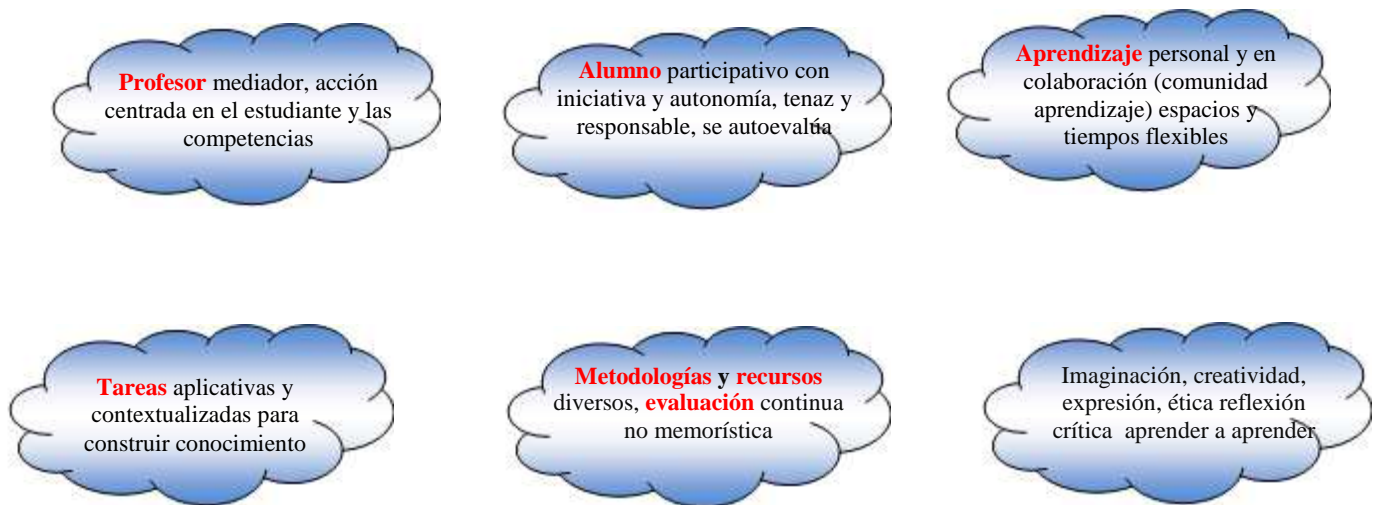 Profesor mediador, acción
centrada en el estudiante y las
competencias
Alumno participativo con
iniciativa y autonomía, tenaz y
responsable, se autoevalúa
Aprendizaje personal y en
colaboración (comunidad
aprendizaje) espacios y
tiempos flexibles
Tareas aplicativas y
contextualizadas para
construir conocimiento
Metodologías y recursos
diversos, evaluación continua
no memorística
Imaginación, creatividad,
expresión, ética reflexión
crítica aprender a aprender